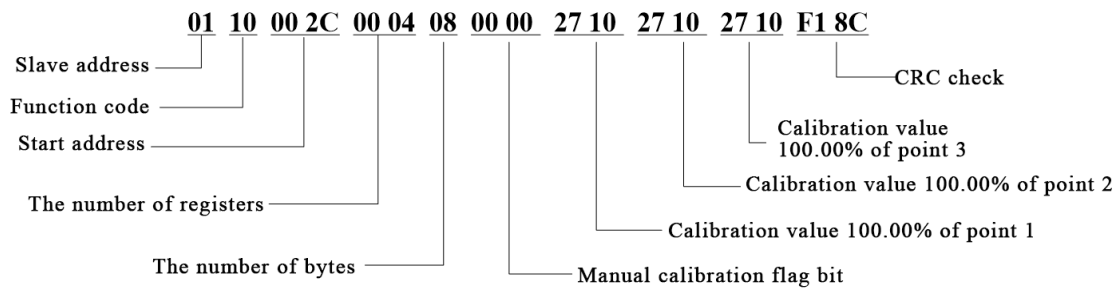 01 10 00 2C 00 04 08 00 00 27 10 27 10 27 10 F1 8C
Slave address
CRC check
Function code
Start address
Calibration value
100.00% of point 3
Calibration value 100.00% of point 2
The number of registers
Calibration value 100.00% of point 1
The number of bytes
Manual calibration flag bit